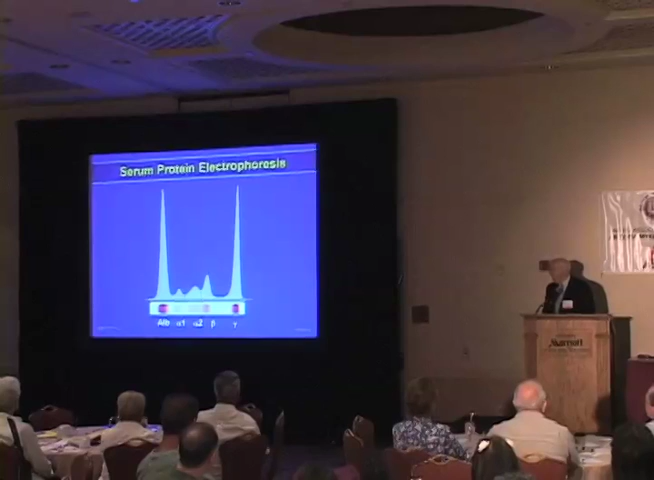 Serum Protein Electrophoresis
Alb α1 α2 β γ
Marriott